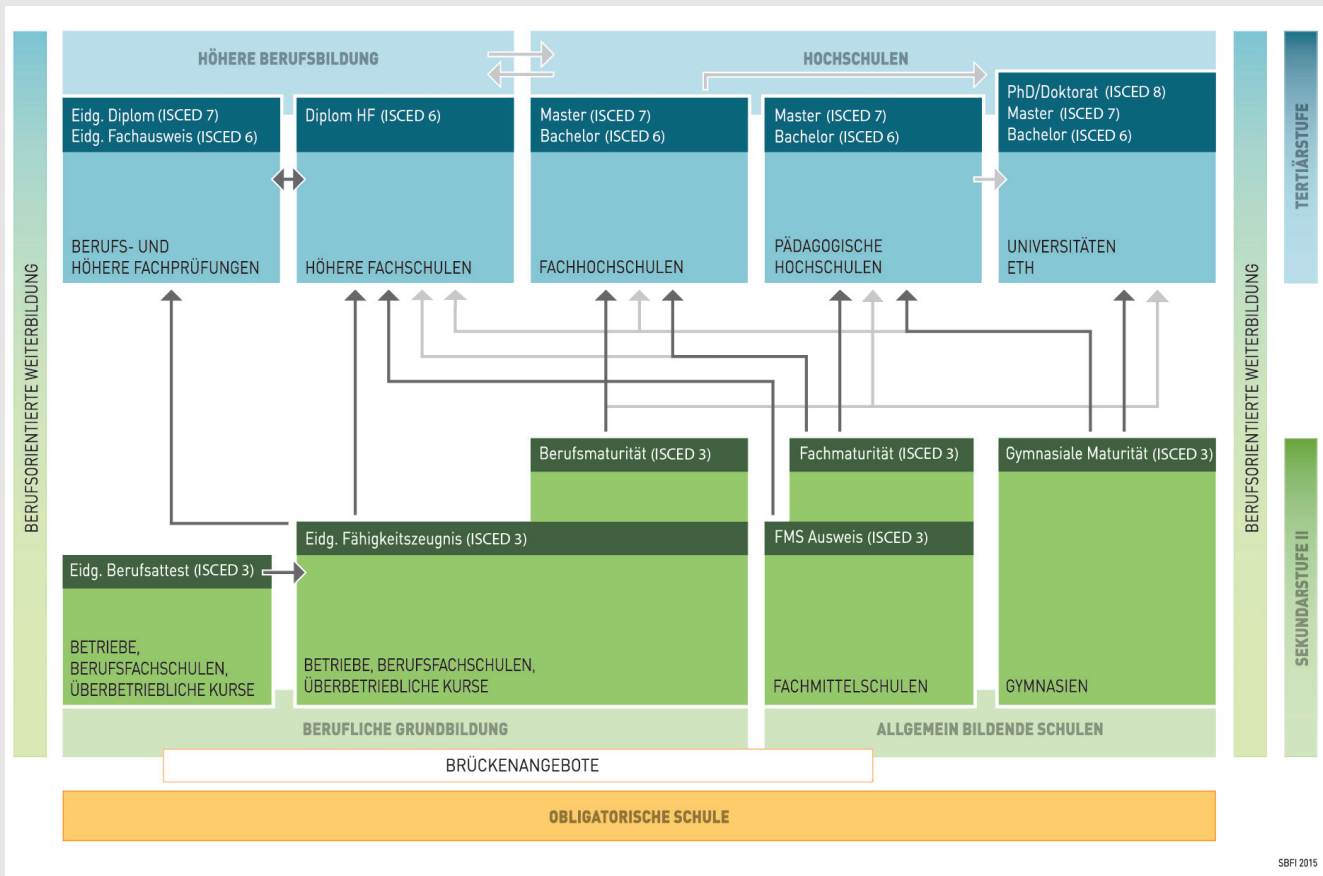 HÖHERE BERUFSBILDUNG
HOCHSCHULEN
Eidg. Diplom (ISCED 7)
Eidg. Fachausweis (ISCED 6)
BERUFS- UND
HÖHERE FACHPRÜFUNGEN
Diplom HF (ISCED 6)
HÖHERE FACHSCHULEN
Master (ISCED 7)
Bachelor (ISCED 6)
FACHHOCHSCHULEN
Master (ISCED 7)
Bachelor (ISCED 6)
PÄDAGOGISCHE
HOCHSCHULEN
PhD/Doktorat (ISCED 8)
Master (ISCED 7)
Bachelor (ISCED 6)
UNIVERSITÄTEN
ETH
BERUFSORIENTIERTE WEITERBILDUNG
BERUFSORIENTIERTE WEITERBILDUNG
TERTIÄRSTUFE
SEKUNDARSTUFE II
Berufsmaturität (ISCED 3)
Fachmaturität (ISCED 3)
Gymnasiale Maturität (ISCED 3)
Eidg. Fähigkeitszeugnis (ISCED 3)
FMS Ausweis (ISCED 3)
Eidg. Berufsattest (ISCED 3)
BETRIEBE,
BERUFSFACHSCHULEN,
ÜBERBETRIEBLICHE KURSE
BETRIEBE, BERUFSFACHSCHULEN,
ÜBERBETRIEBLICHE KURSE
FACHMITTELSCHULEN
GYMNASIEN
BERUFLICHE GRUNDBILDUNG
ALLGEMEIN BILDENDE SCHULEN
BRÜCKENANGEBOTE
OBLIGATORISCHE SCHULE
SBFI 2015